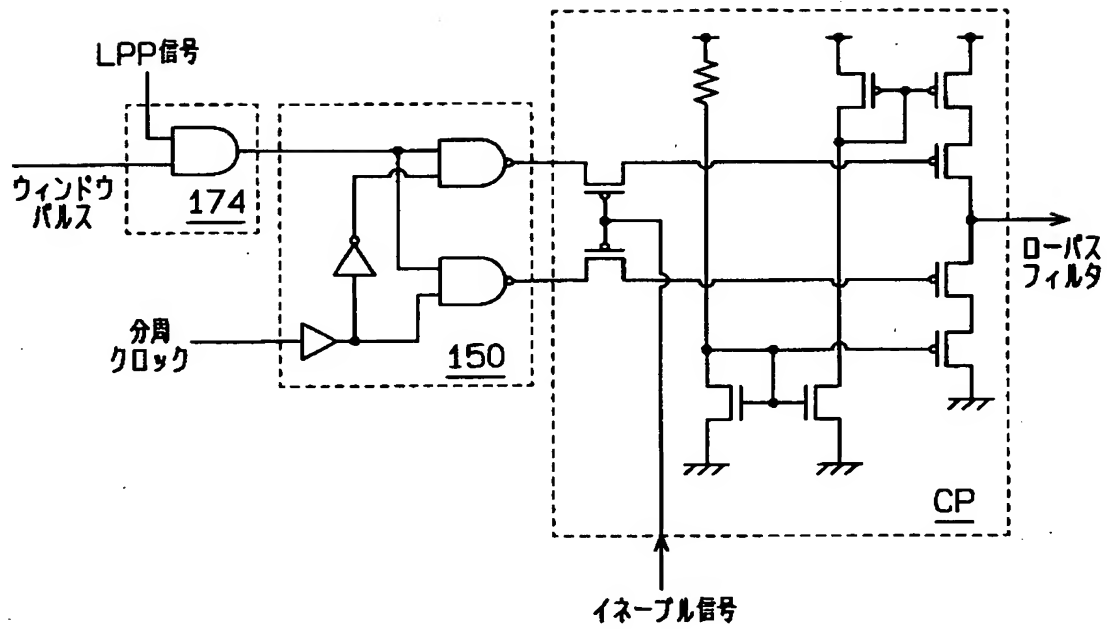 LPP信号
ウィンドウ
パルス
174
分周
クロック
150
ローパス
フィルタ
CP
イネーブル信号